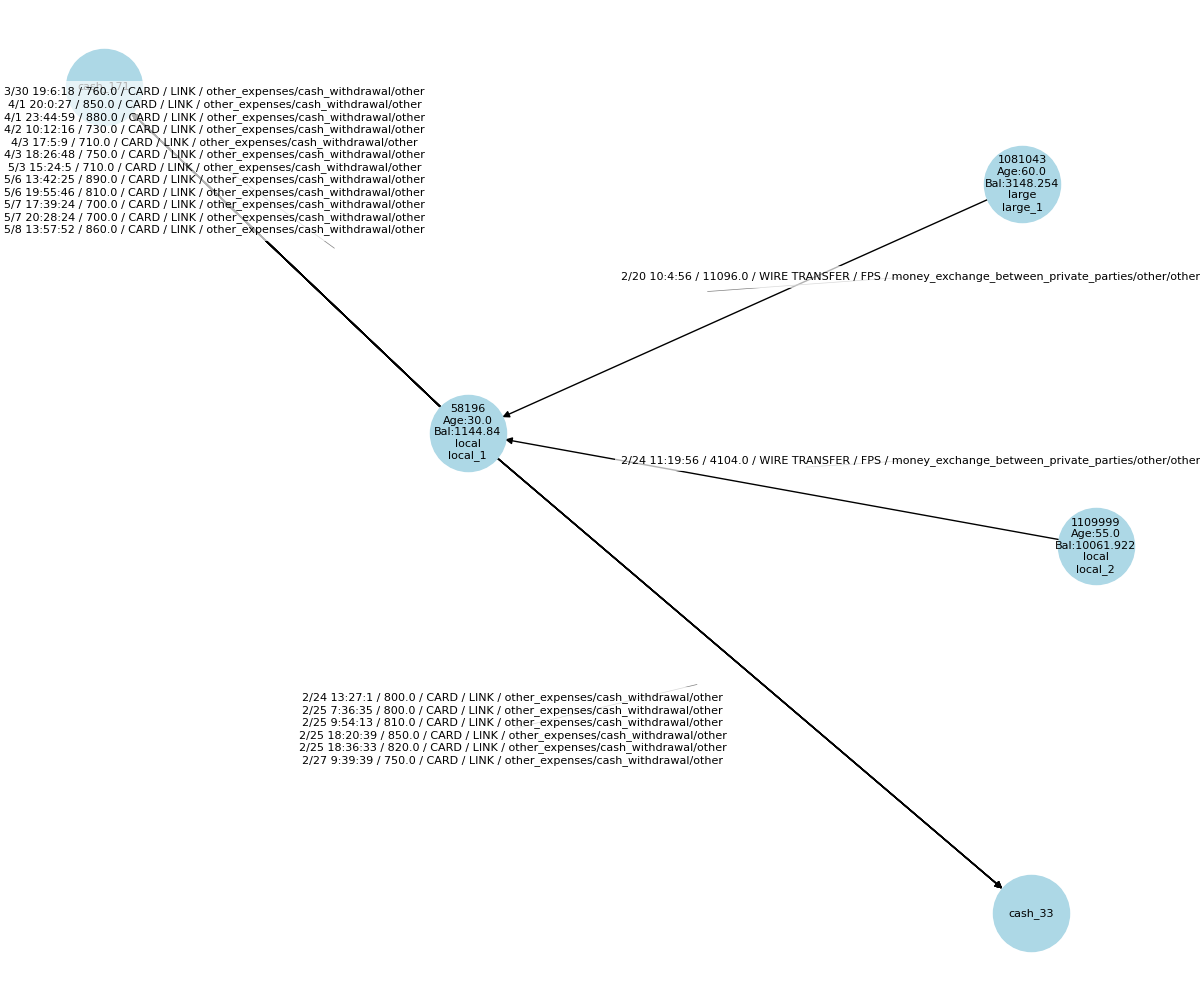 cash_171
3/30 19:6:18 / 760.0 / CARD / LINK / other_expenses/cash_withdrawal/other
4/1 20:0:27 / 850.0 / CARD / LINK / other_expenses/cash_withdrawal/other
4/1 23:44:59 / 880.0 / CARD / LINK / other_expenses/cash_withdrawal/other
4/2 10:12:16 / 730.0 / CARD / LINK / other_expenses/cash_withdrawal/other
4/3 17:5:9 / 710.0 / CARD / LINK / other_expenses/cash_withdrawal/other
4/3 18:26:48 / 750.0 / CARD / LINK / other_expenses/cash_withdrawal/other
5/3 15:24:5 / 710.0 / CARD / LINK / other_expenses/cash_withdrawal/other
5/6 13:42:25 / 890.0 / CARD / LINK / other_expenses/cash_withdrawal/other
5/6 19:55:46 / 810.0 / CARD / LINK / other_expenses/cash_withdrawal/other
5/7 17:39:24 / 700.0 / CARD / LINK / other_expenses/cash_withdrawal/other
5/7 20:28:24 / 700.0 / CARD / LINK / other_expenses/cash_withdrawal/other
5/8 13:57:52 / 860.0 / CARD / LINK / other_expenses/cash_withdrawal/other
1081043
Age:60.0
Bal:3148.254
large
large_1
2/20 10:4:56 / 11096.0 / WIRE TRANSFER / FPS / money_exchange_between_private_parties/other/other
58196
Age:30.0
Bal:1144.84
local
local_1
2/24 11:19:56 / 4104.0 / WIRE TRANSFER / FPS / money_exchange_between_private_parties/other/other
1109999
Age:55.0
Bal:10061.922
local
local_2
2/24 13:27:1 / 800.0 / CARD / LINK / other_expenses/cash_withdrawal/other
2/25 7:36:35 / 800.0 / CARD / LINK / other_expenses/cash_withdrawal/other
2/25 9:54:13 / 810.0 / CARD / LINK / other_expenses/cash_withdrawal/other
2/25 18:20:39 / 850.0 / CARD / LINK / other_expenses/cash_withdrawal/other
2/25 18:36:33 / 820.0 / CARD / LINK / other_expenses/cash_withdrawal/other
2/27 9:39:39 / 750.0 / CARD / LINK / other_expenses/cash_withdrawal/other
cash_33